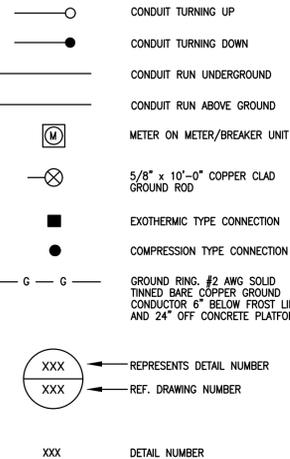 CONDUIT TURNING UP
CONDUIT TURNING DOWN
CONDUIT RUN UNDERGROUND
CONDUIT RUN ABOVE GROUND
M METER ON METER/BREAKER UNIT
5/8" x 10'-0" COPPER CLAD
GROUND ROD
EXOTHERMIC TYPE CONNECTION
COMPRESSION TYPE CONNECTION
G G GROUND RING. #2 AWG SOLID
TINNED BARE COPPER GROUND
CONDUCTOR 6" BELOW FROST
AND 24" OFF CONCRETE
XXX REPRESENTS DETAIL NUMBER
XXX REF. DRAWING NUMBER
XXX DETAIL NUMBER